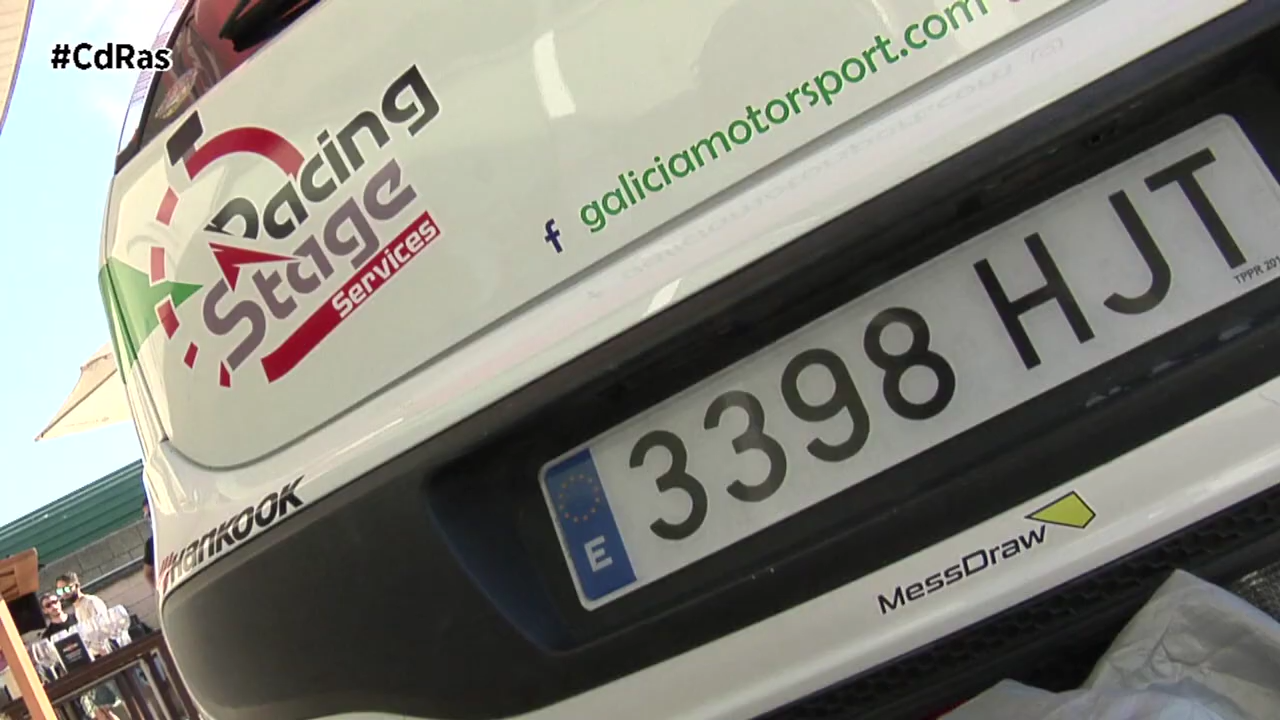 #CdRas
Racing
Stage
Services
f galiciamotorsport.com
3398 HJT
E
HANKOOK
MessDraw